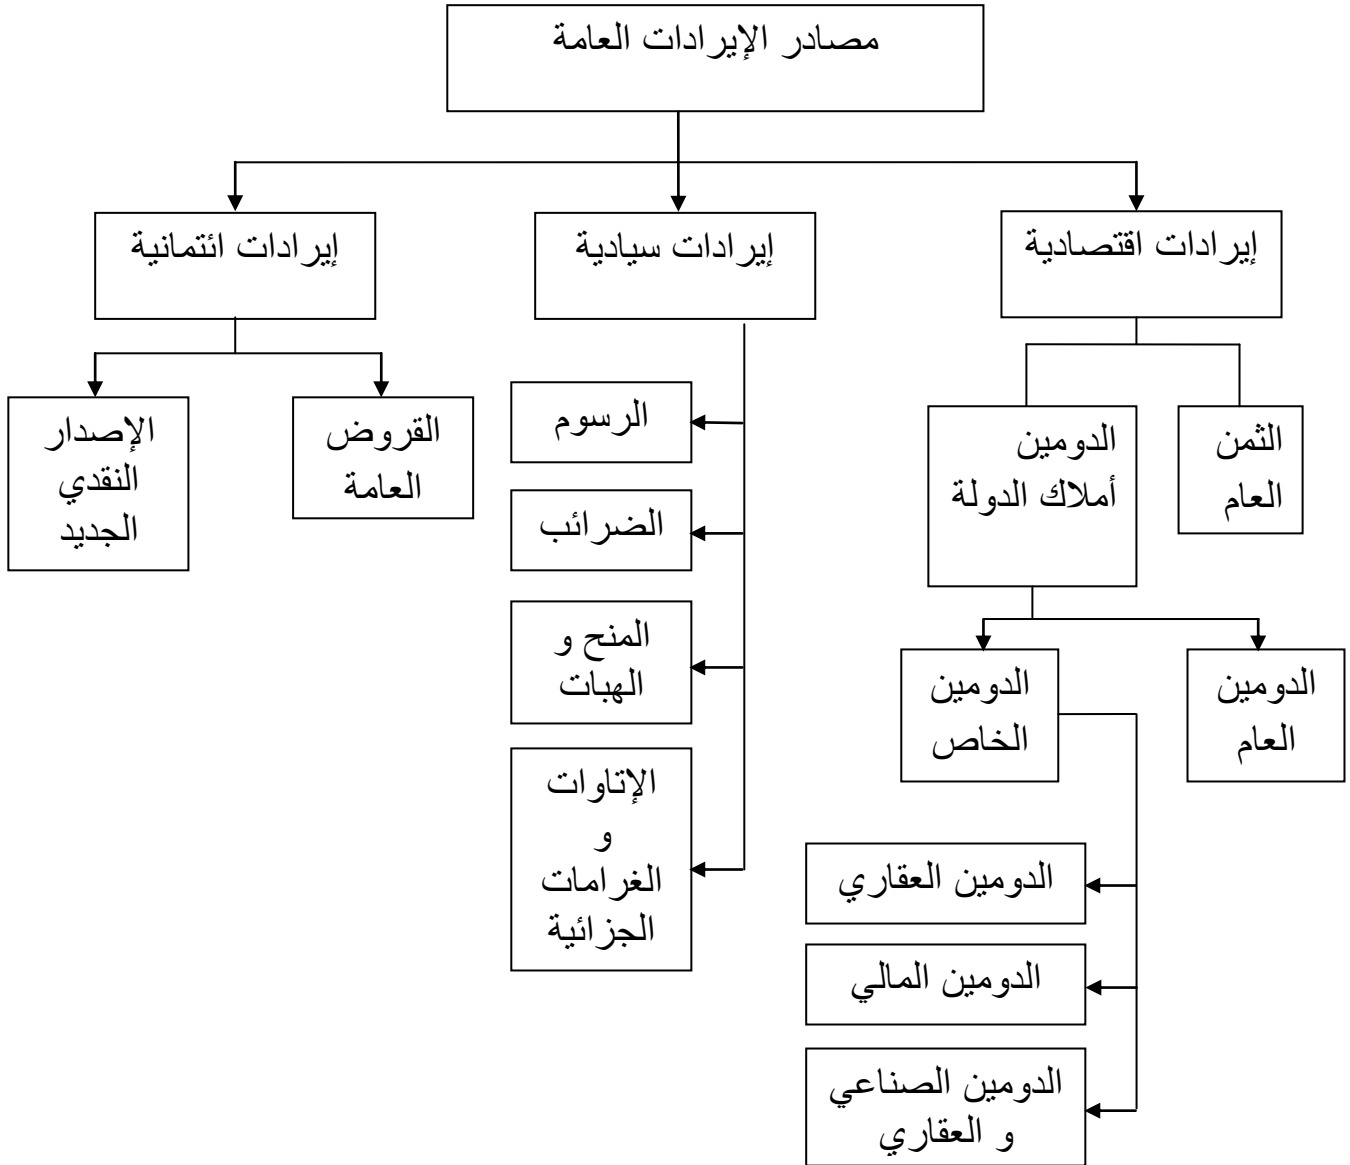 مصادر الإيرادات العامة
إيرادات اقتصادية
إيرادات سيادية
إيرادات ائتمانية
الثمن
العام
الدومين
أملاك الدولة
الدومين
العام
الدومين
الخاص
الدومين العقاري
الدومين المالي
الدومين الصناعي
و العقاري
الرسوم
الضرائب
المنح و
الهبات
الإتاوات
و
الغرامات
الجزائية
القروض
العامة
الإصدار
النقدي
الجديد